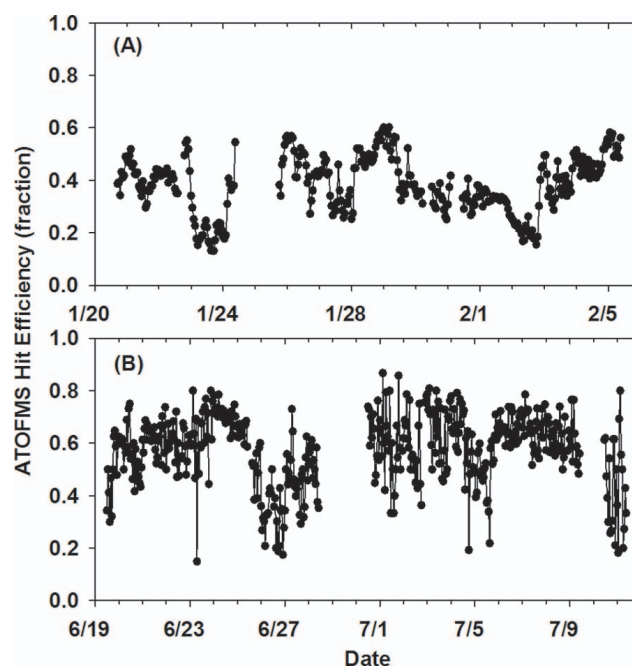 ATOFMS Hit Efficiency (fraction)
(A)
1.0
0.8
0.6
0.4
0.2
0.0
1/20 1/24 1/28 2/1 2/5
(B)
1.0
0.8
0.6
0.4
0.2
0.0
6/19 6/23 6/27 7/1 7/5 7/9
Date